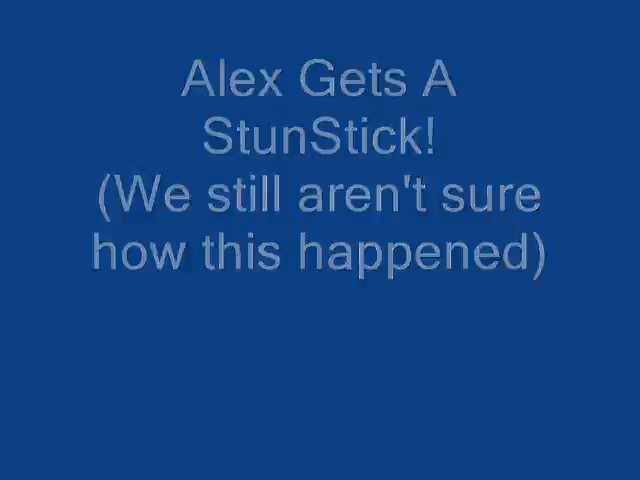 Alex Gets A
StunStick!
(We still aren't sure
how this happened)